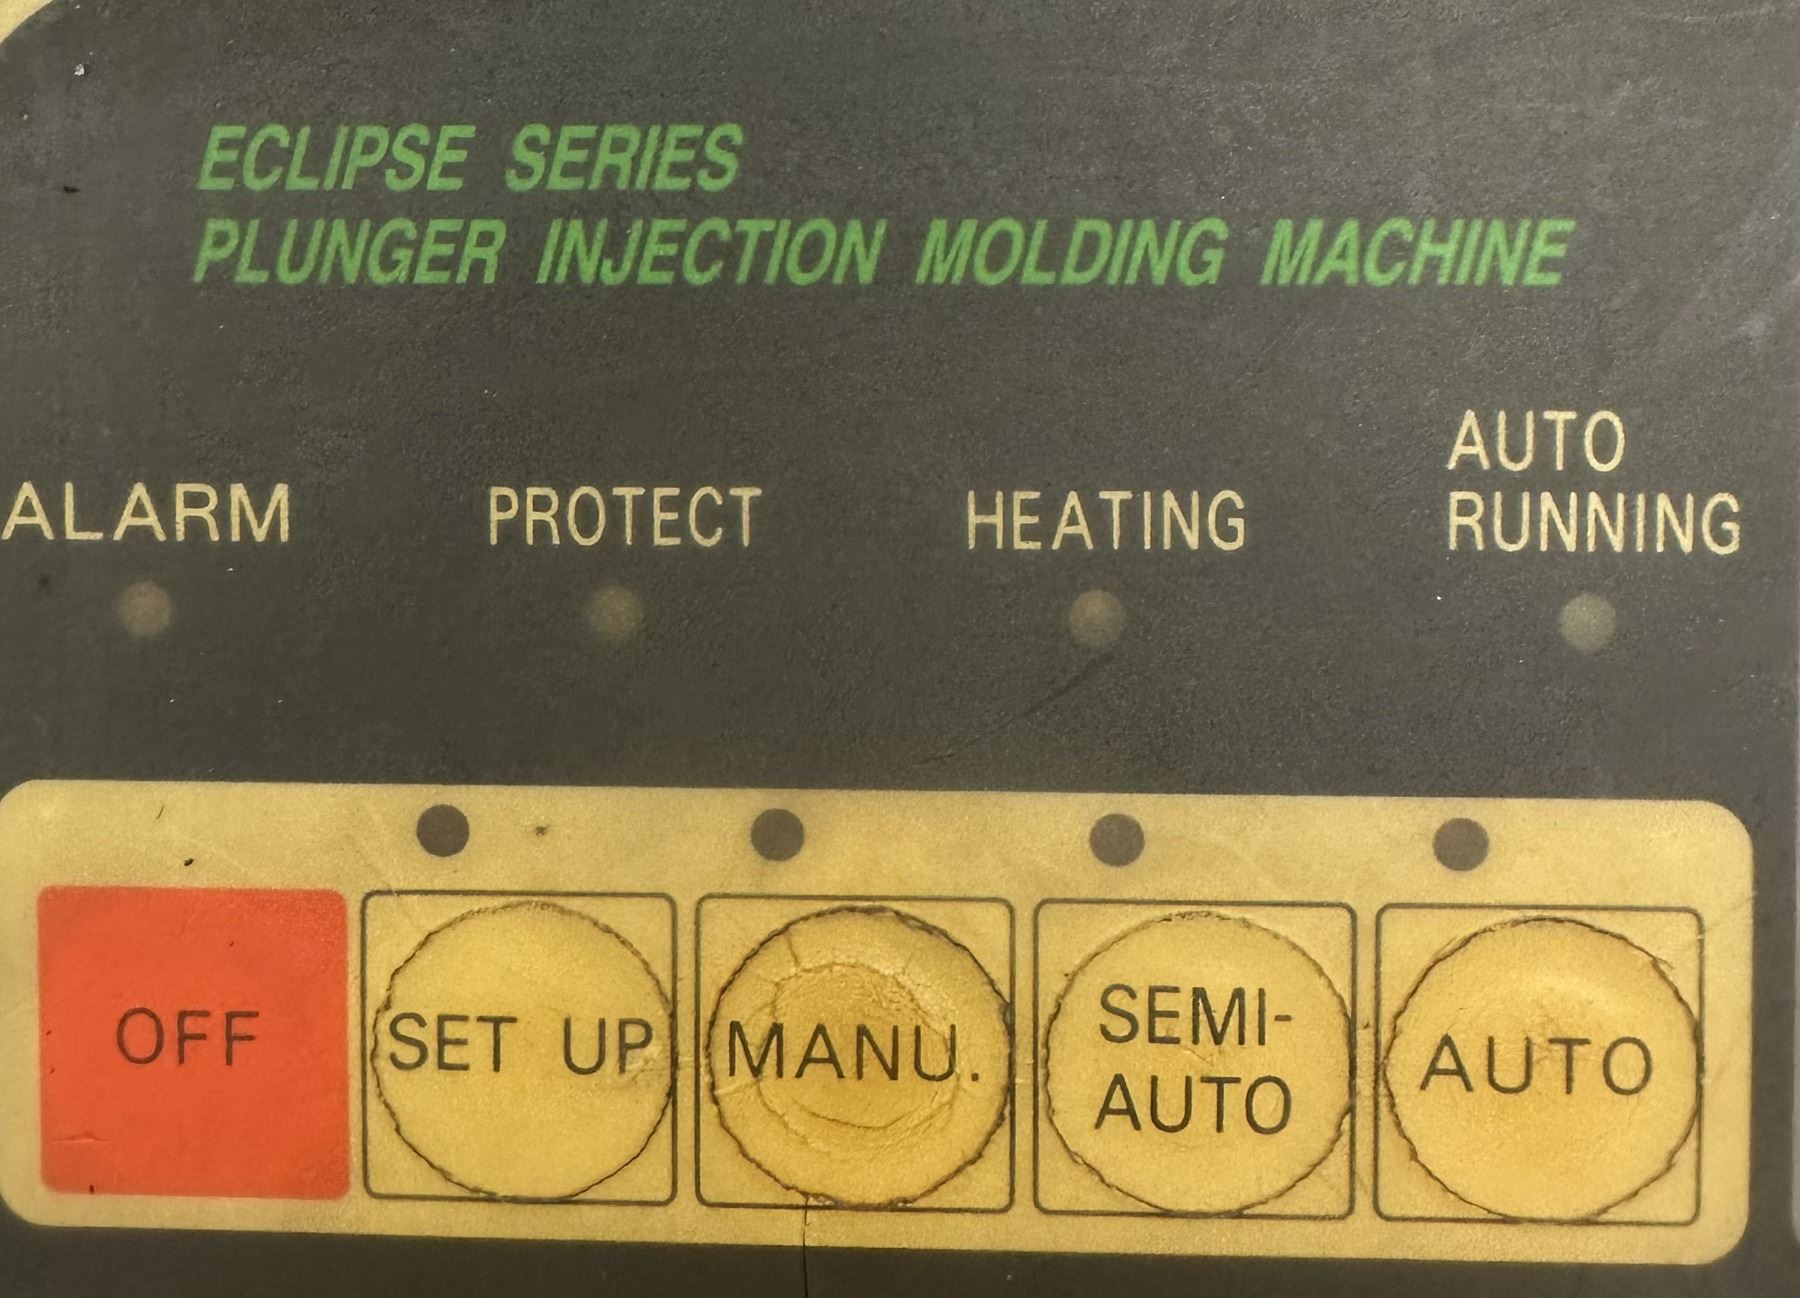 ECLIPSE SERIES
PLUNGER INJECTION MOLDING MACHINE
ALARM
PROTECT
HEATING
AUTO
RUNNING
OFF
SET UP
MANU.
SEMI-
AUTO
AUTO